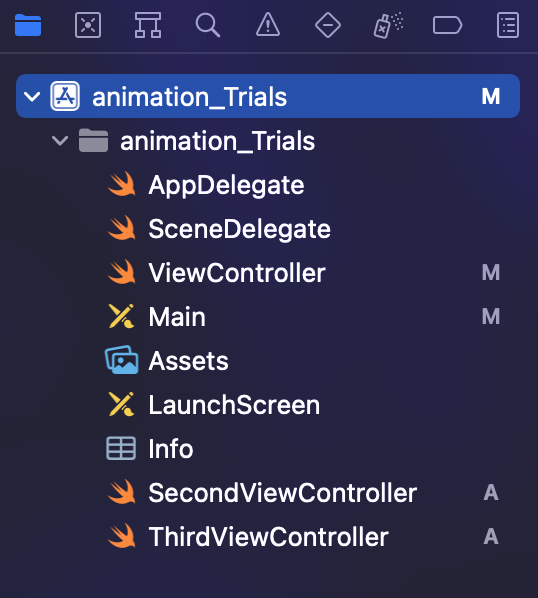 animation_Trials M
animation_Trials
AppDelegate
SceneDelegate
ViewController M
Main M
Assets
LaunchScreen
Info
SecondViewController A
ThirdViewController A